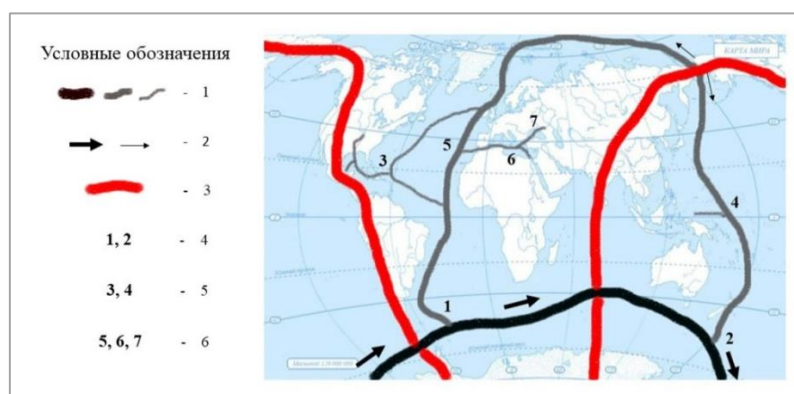 Условные обозначения
- 1
- 2
- 3
1, 2 - 4
3, 4 - 5
5, 6, 7 - 6
КАРТА МИРА
7
5
3
6
4
1
2